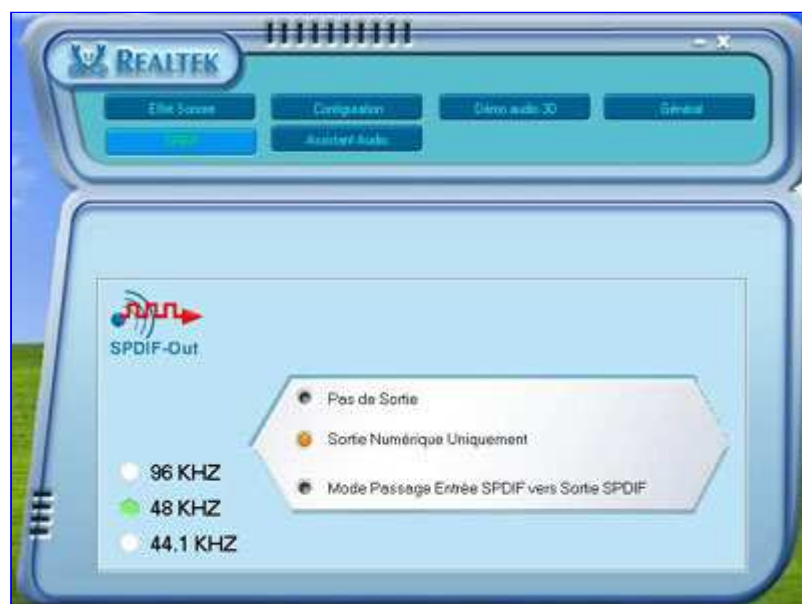 REALTEK
Effet Sonore
Configuration
Démo audio 3D
Général
SPDIF
Assistant Audio
SPDIF-Out
Pas de Sortie
Sortie Numérique Uniquement
Mode Passage Entrée SPDIF vers Sortie SPDIF
96 KHZ
48 KHZ
44.1 KHZ